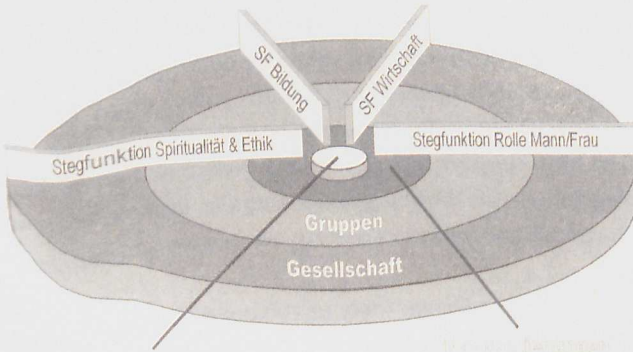 SF Bildung
SF Wirtschaft
Stegfunktion Spiritualität & Ethik
Stegfunktion Rolle Mann/Frau
Gruppen
Gesellschaft